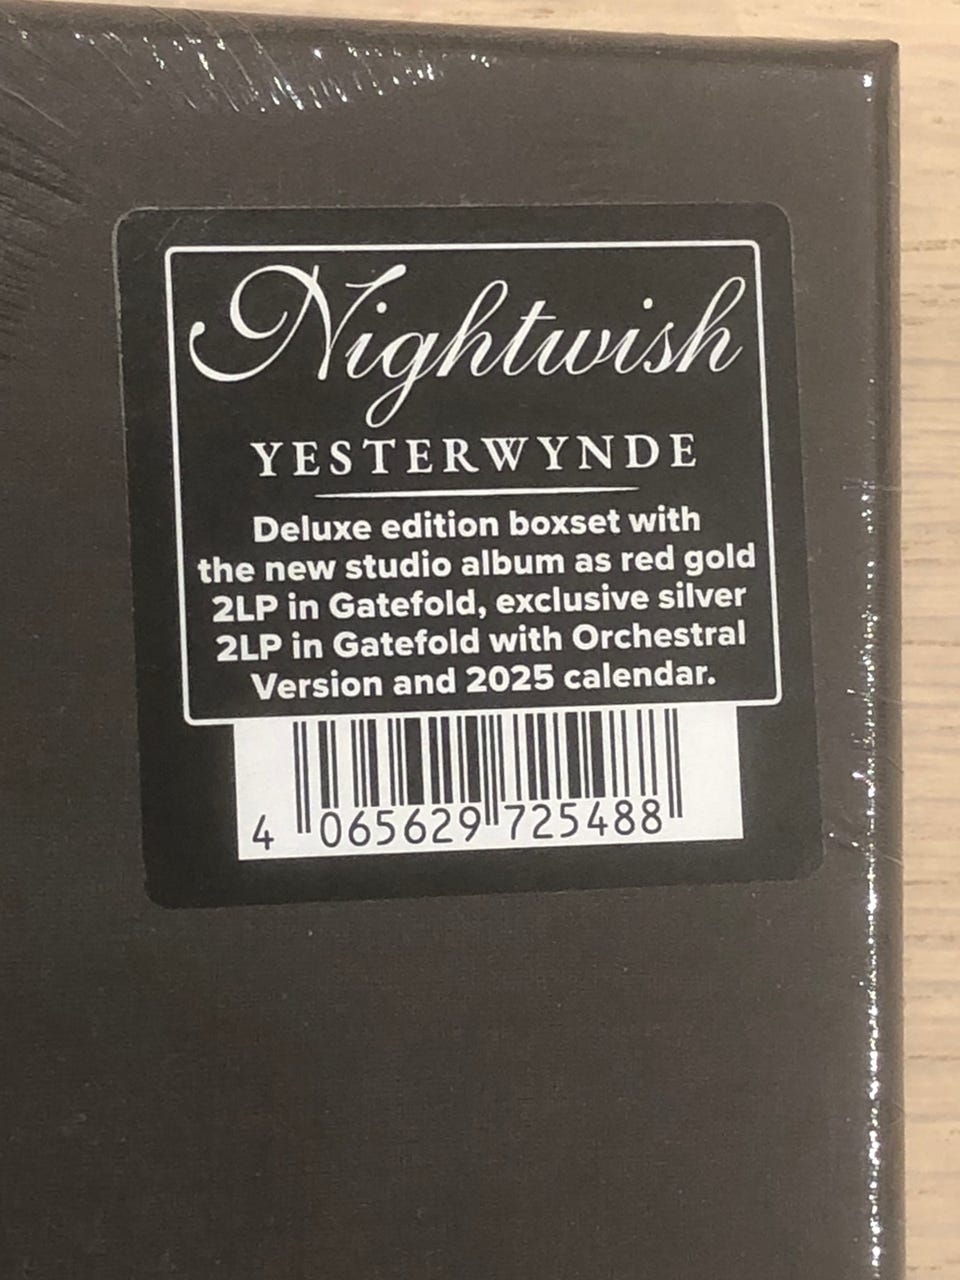 Nightwish
YESTERWYNDE
Deluxe edition boxset with
the new studio album as red gold
2LP in Gatefold, exclusive silver
2LP in Gatefold with Orchestral
Version and 2025 calendar.
4 065629 725488